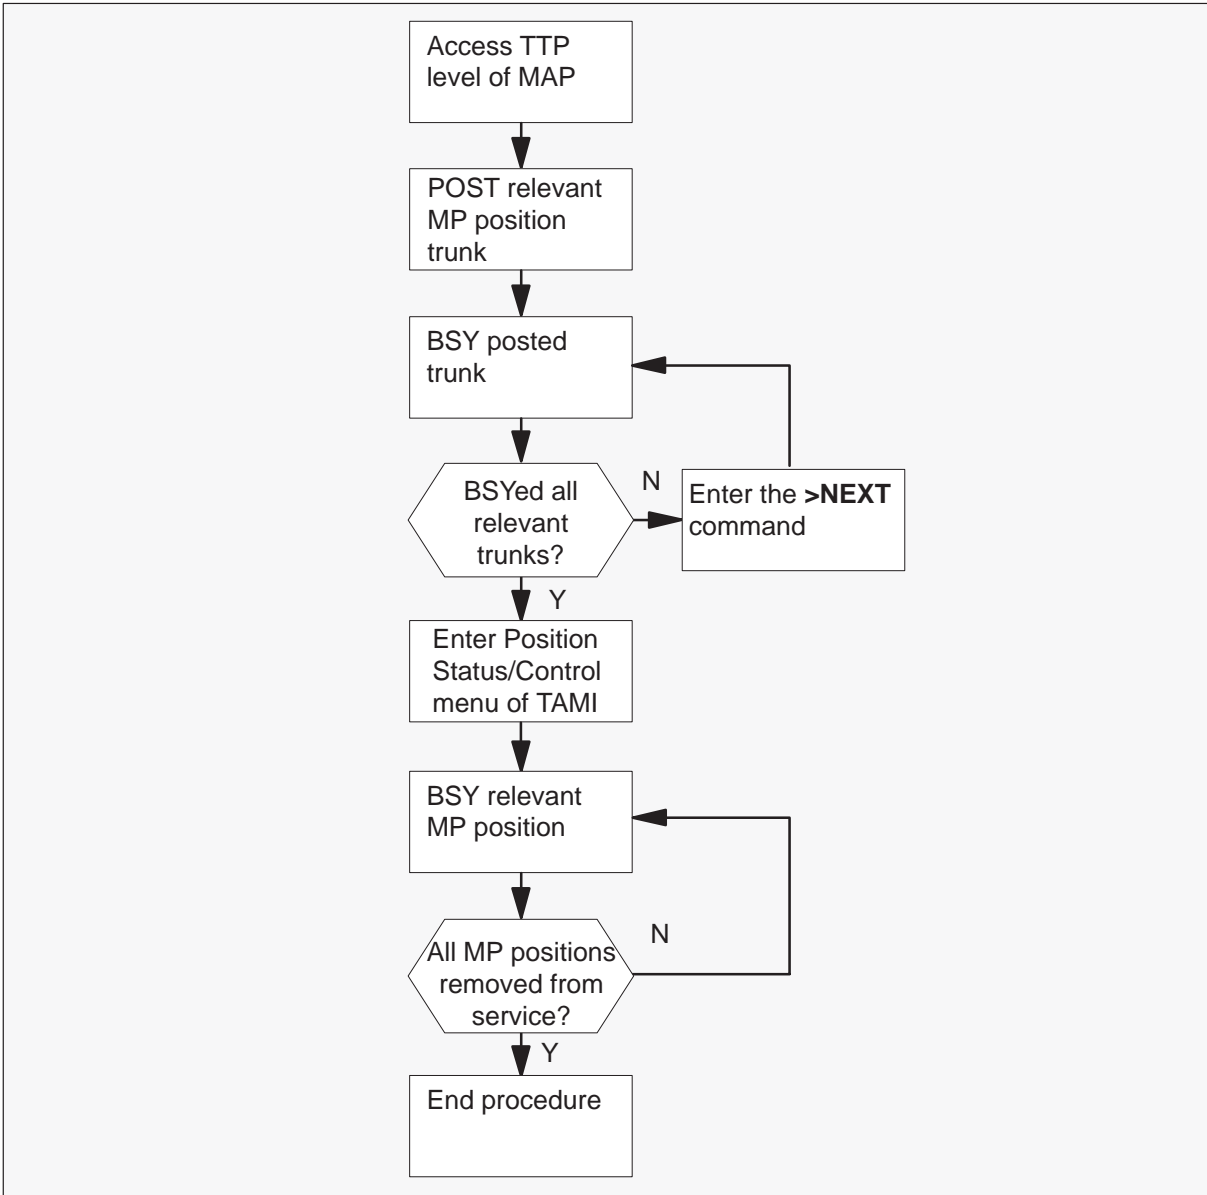 Access TTP
level of MAP
POST relevant
MP position
trunk
BSY posted
trunk
BSYed all
relevant
trunks?
N
Enter the >NEXT
command
Y
Enter Position
Status/Control
menu of TAMI
BSY relevant
MP position
All MP positions
removed from
service?
N
Y
End procedure